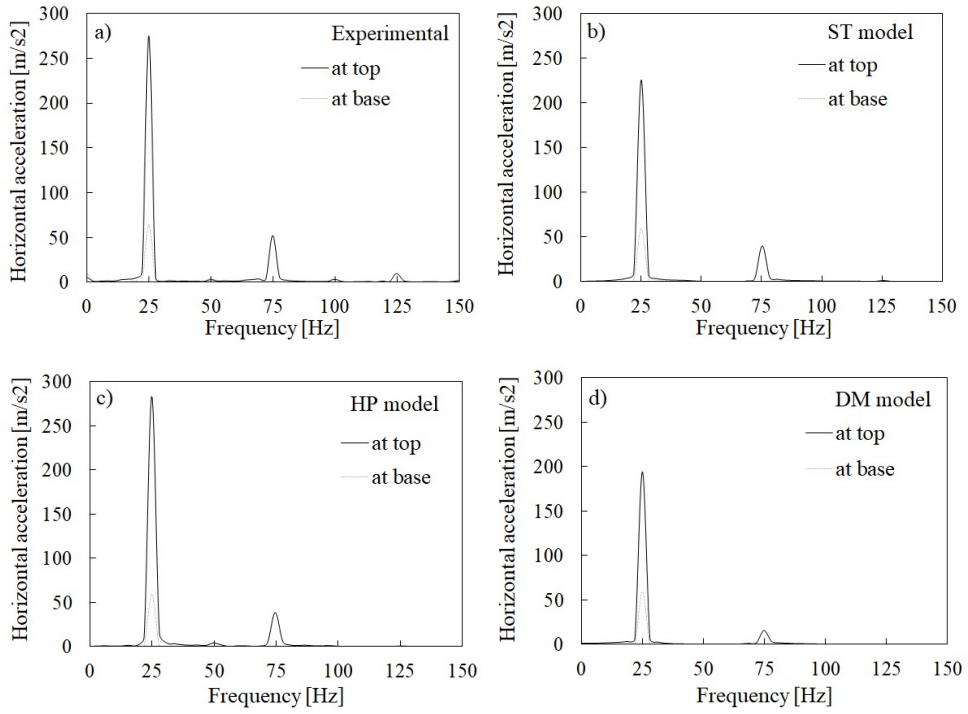 a)
Experimental
at top
at base
Horizontal acceleration [m/s2]
300
250
200
150
100
50
0
0 25 50 75 100 125 150
Frequency [Hz]
b)
ST model
at top
at base
Horizontal acceleration [m/s2]
300
250
200
150
100
50
0
0 25 50 75 100 125 150
Frequency [Hz]
c)
HP model
at top
at base
Horizontal acceleration [m/s2]
300
250
200
150
100
50
0
0 25 50 75 100 125 150
Frequency [Hz]
d)
DM model
at top
at base
Horizontal acceleration [m/s2]
300
250
200
150
100
50
0
0 25 50 75 100 125 150
Frequency [Hz]